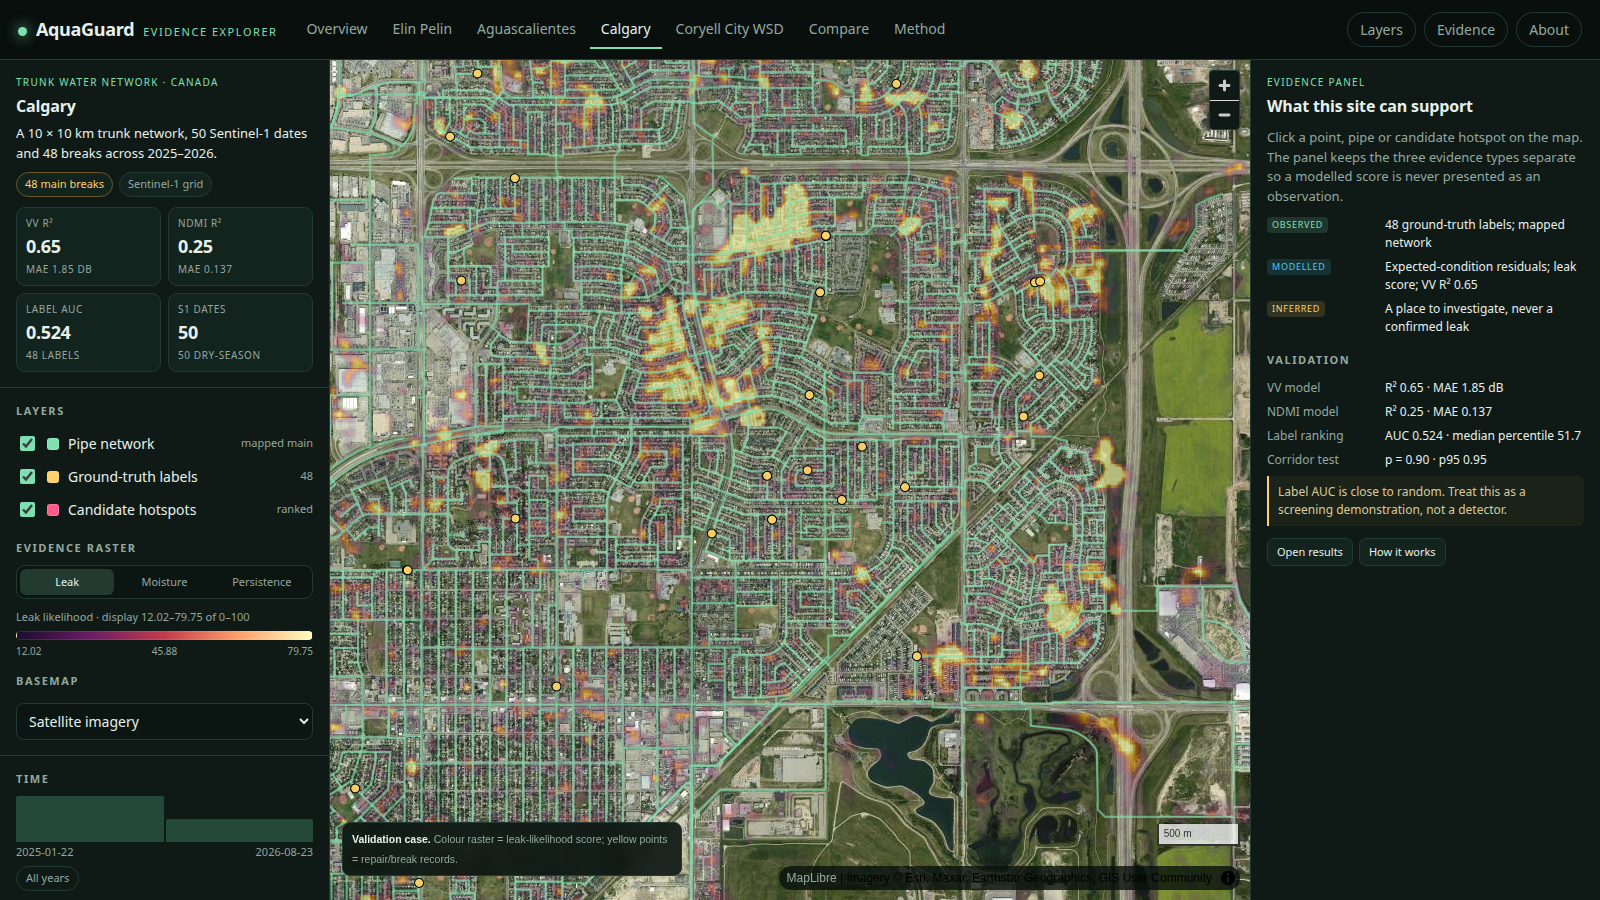 AquaGuard EVIDENCE EXPLORER
Overview
Elin Pelin
Aguascalientes
Calgary
Coryell City WSD
Compare
Method
Layers
Evidence
About
TRUNK WATER NETWORK · CANADA
Calgary
A 10 × 10 km trunk network, 50 Sentinel-1 dates
and 48 breaks across 2025–2026.
48 main breaks
Sentinel-1 grid
VV R²
0.65
MAE 1.85 DB
NDMI R²
0.25
MAE 0.137
LABEL AUC
0.524
48 LABELS
S1 DATES
50
50 DRY-SEASON
LAYERS
Pipe network mapped main
Ground-truth labels 48
Candidate hotspots ranked
EVIDENCE RASTER
Leak
Moisture
Persistence
Leak likelihood · display 12.02–79.75 of 0–100
12.02 45.88 79.75
BASEMAP
Satellite imagery
TIME
2025-01-22 2026-08-23
All years
+
−
Validation case. Colour raster = leak-likelihood score; yellow points
= repair/break records.
500 m
MapLibre | Imagery © Esri, Maxar, Earthstar Geographics, GIS User Community
EVIDENCE PANEL
What this site can support
Click a point, pipe or candidate hotspot on the map.
The panel keeps the three evidence types separate
so a modelled score is never presented as an
observation.
OBSERVED 48 ground-truth labels; mapped
network
MODELLED Expected-condition residuals; leak
score; VV R² 0.65
INFERRED A place to investigate, never a
confirmed leak
VALIDATION
VV model R² 0.65 · MAE 1.85 dB
NDMI model R² 0.25 · MAE 0.137
Label ranking AUC 0.524 · median percentile 51.7
Corridor test p = 0.90 · p95 0.95
Label AUC is close to random. Treat this as a
screening demonstration, not a detector.
Open results
How it works